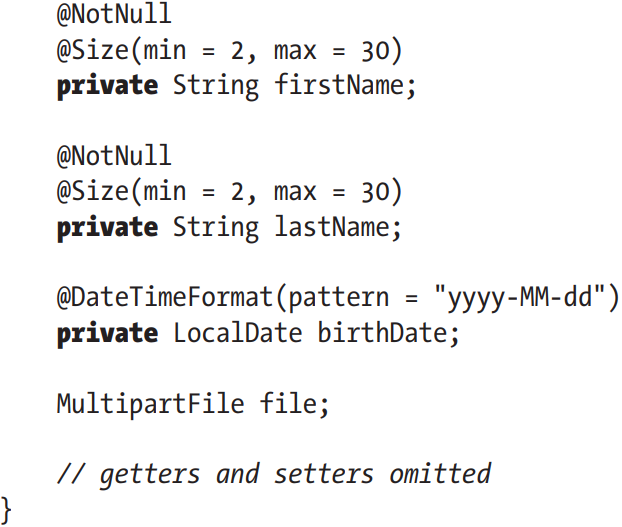 @NotNull
@Size(min = 2, max = 30)
private String firstName;
@NotNull
@Size(min = 2, max = 30)
private String lastName;
@DateTimeFormat(pattern = "yyyy-MM-dd")
private LocalDate birthDate;
MultipartFile file;
// getters and setters omitted
}